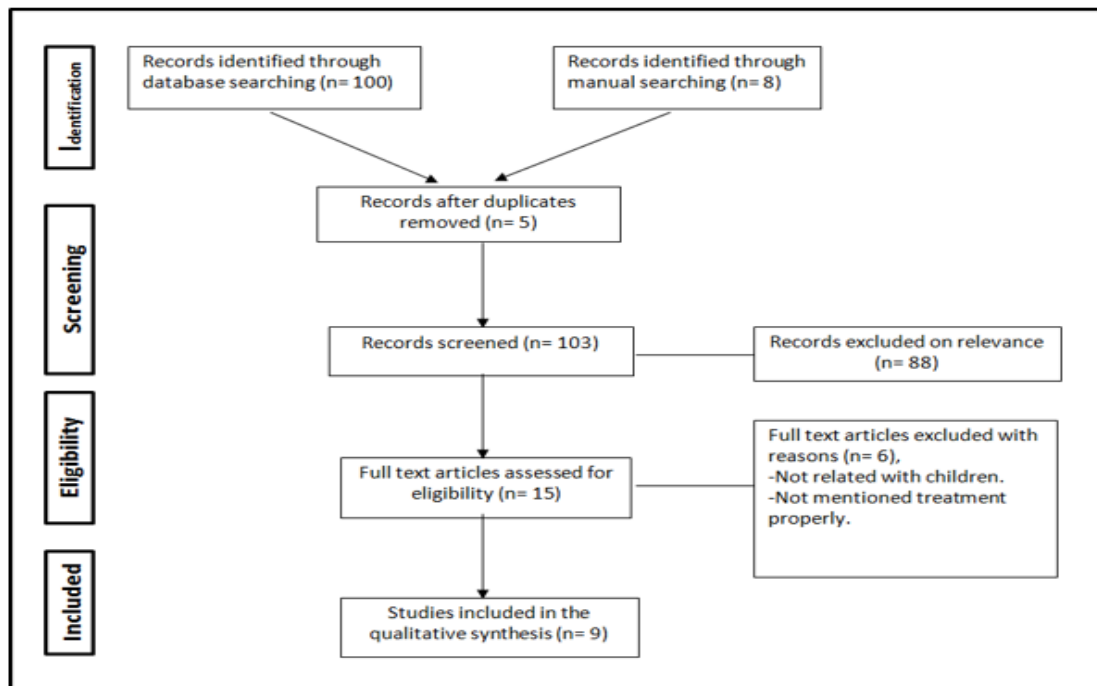 Identification
Records identified through
database searching (n= 100)
Records identified through
manual searching (n= 8)
Screening
Records after duplicates
removed (n= 5)
Records screened (n= 103)
Records excluded on relevance
(n= 88)
Eligibility
Full text articles assessed for
eligibility (n= 15)
Full text articles excluded with
reasons (n= 6),
-Not related with children.
-Not mentioned treatment
properly.
Included
Studies included in the
qualitative synthesis (n= 9)